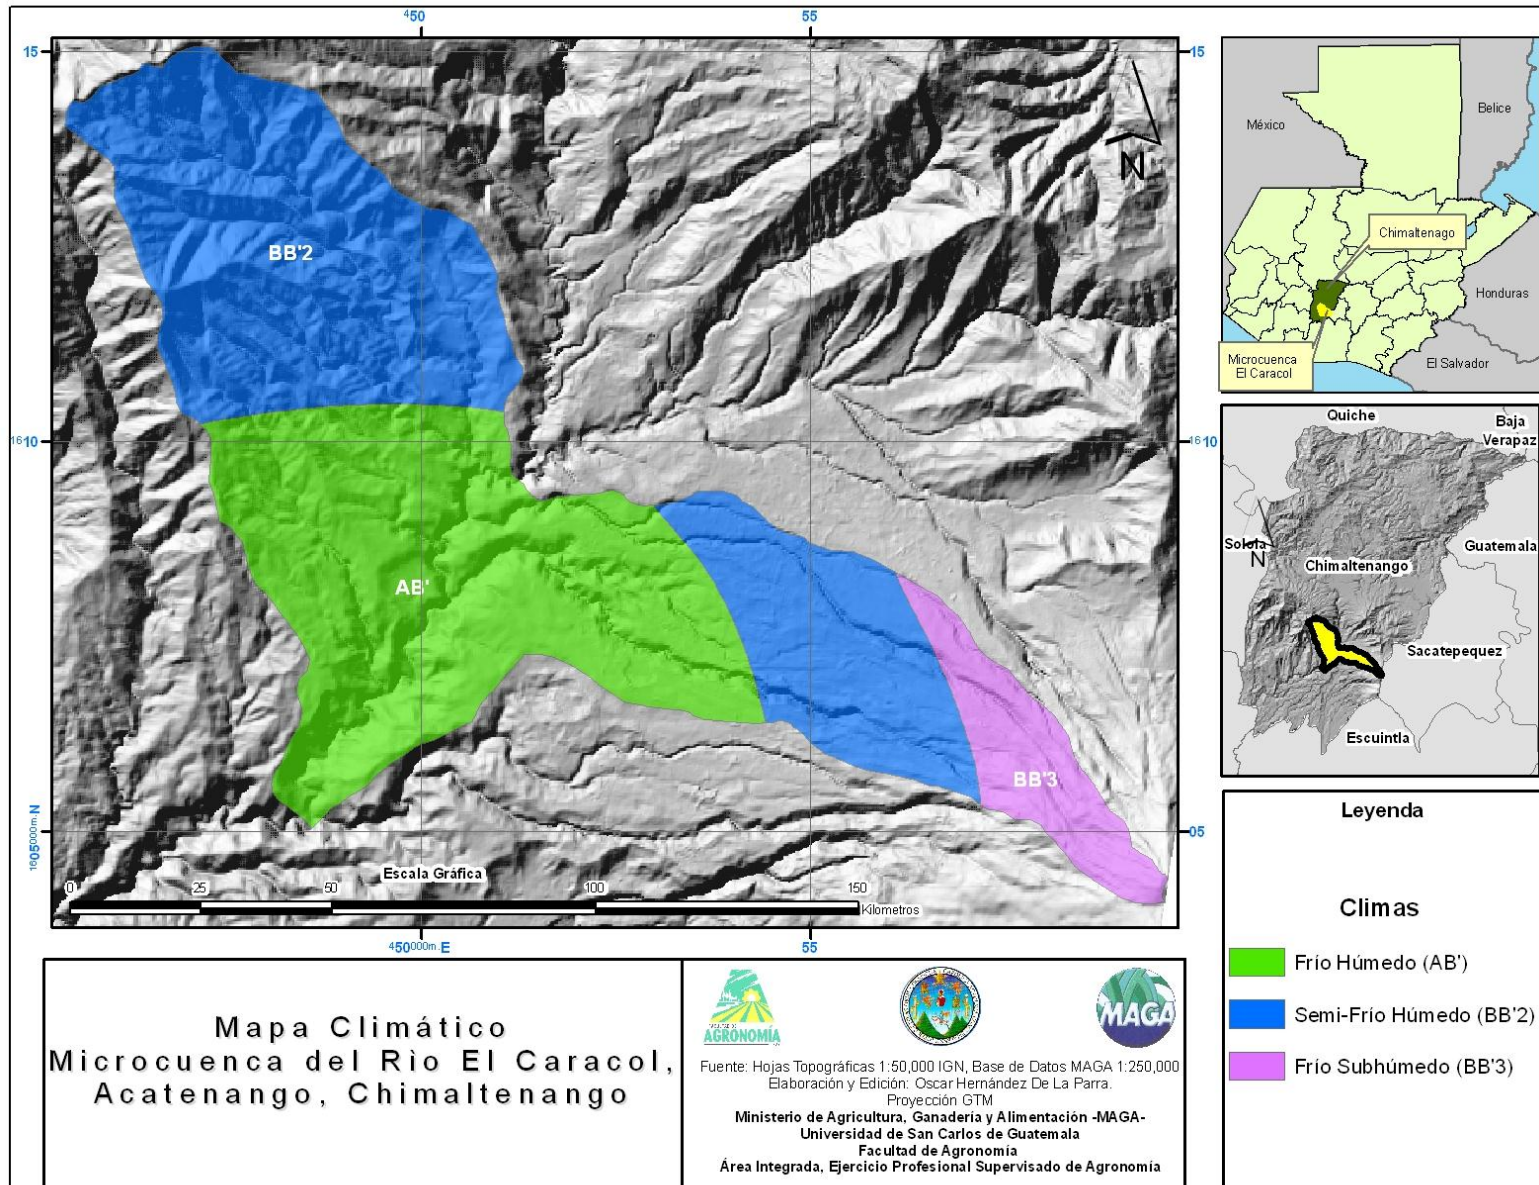 450
55
15
15
BB'2
N
1610
1610
AB'
BB'3
1605000m.N
05
Escala Gráfica
0
25
50
100
150
Kilometros
450000m.E
55
México
Belice
Chimaltenago
Honduras
Microcuenca
El Caracol
El Salvador
Quiche
Baja
Verapaz
Solola
N
Guatemala
Chimaltenango
Sacatepequez
Escuintla
Leyenda
Climas
Frío Húmedo (AB')
Semi-Frío Húmedo (BB'2)
Frío Subhúmedo (BB'3)
Mapa Climático
Microcuenca del Rìo El Caracol,
Acatenango, Chimaltenango
FACULTAD DE
AGRONOMÍA
MAGA
Fuente: Hojas Topográficas 1:50,000 IGN, Base de Datos MAGA 1:250,000
Elaboración y Edición: Oscar Hernández De La Parra.
Proyección GTM
Ministerio de Agricultura, Ganadería y Alimentación -MAGA-
Universidad de San Carlos de Guatemala
Facultad de Agronomía
Área Integrada, Ejercicio Profesional Supervisado de Agronomía